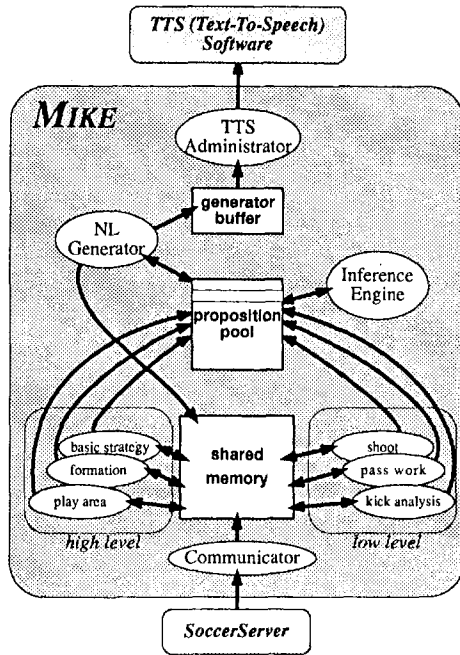 TTS (Text-To-Speech)
Software
MIKE
TTS
Administrator
generator
buffer
NL
Generator
Inference
Engine
proposition
pool
basic strategy
formation
play area
high level
shared
memory
shoot
pass work
kick analysis
low level
Communicator
SoccerServer